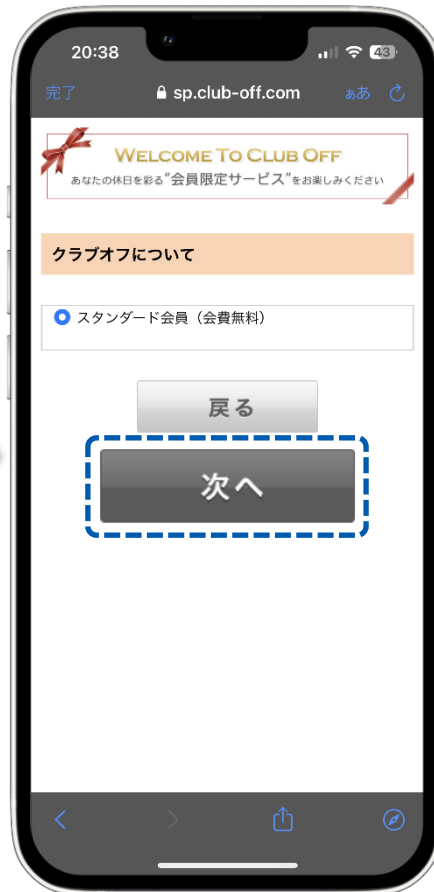 20:38
43
完了
sp.club-off.com
ぁあ
WELCOME TO CLUB OFF
あなたの休日を彩る"会員限定サービス"をお楽しみください
クラブオフについて
スタンダード会員（会費無料）
戻る
次へ